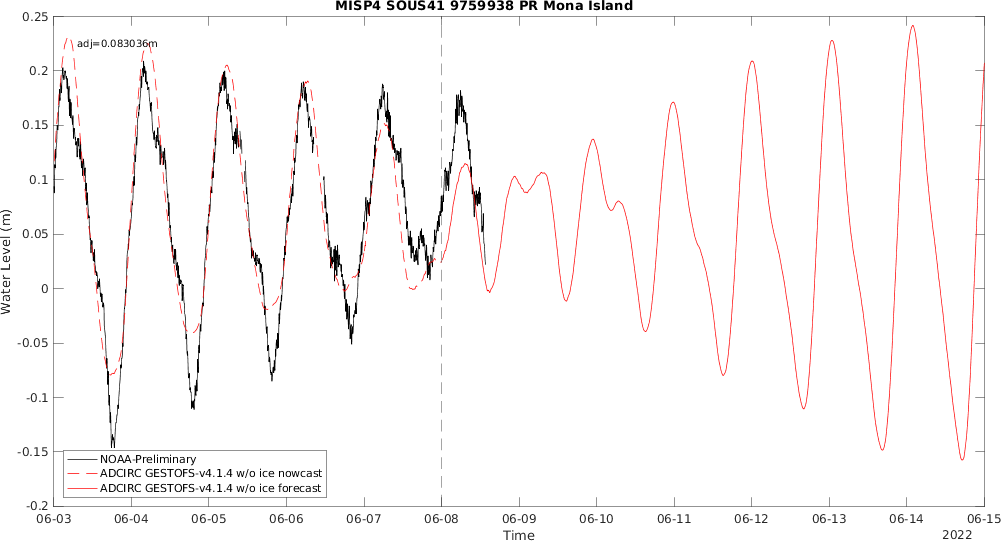 MISP4 SOUS41 9759938 PR Mona Island
adj=0.083036m
0.25
0.2
0.15
0.1
0.05
0
-0.05
-0.1
-0.15
-0.2
Water Level (m)
NOAA-Preliminary
ADCIRC GESTOFS-v4.1.4 w/o ice nowcast
ADCIRC GESTOFS-v4.1.4 w/o ice forecast
06-03 06-04 06-05 06-06 06-07 06-08 06-09 06-10 06-11 06-12 06-13 06-14 06-15
Time
2022